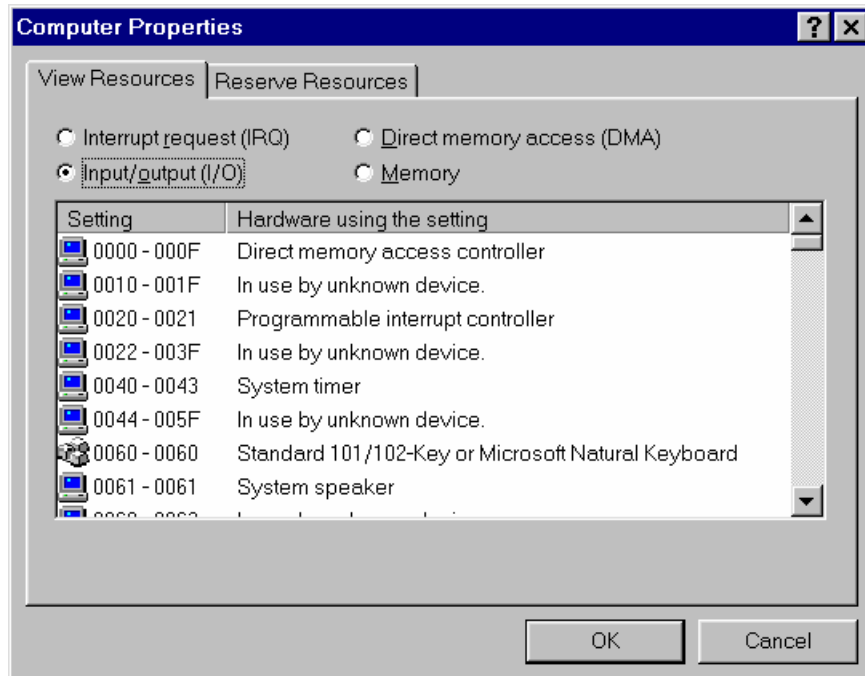 Computer Properties
View Resources Reserve Resources
Interrupt request (IRQ) Direct memory access (DMA)
Input/output (I/O) Memory
Setting Hardware using the setting
0000 - 000F Direct memory access controller
0010 - 001F In use by unknown device.
0020 - 0021 Programmable interrupt controller
0022 - 003F In use by unknown device.
0040 - 0043 System timer
0044 - 005F In use by unknown device.
0060 - 0060 Standard 101/102-Key or Microsoft Natural Keyboard
0061 - 0061 System speaker
OK Cancel